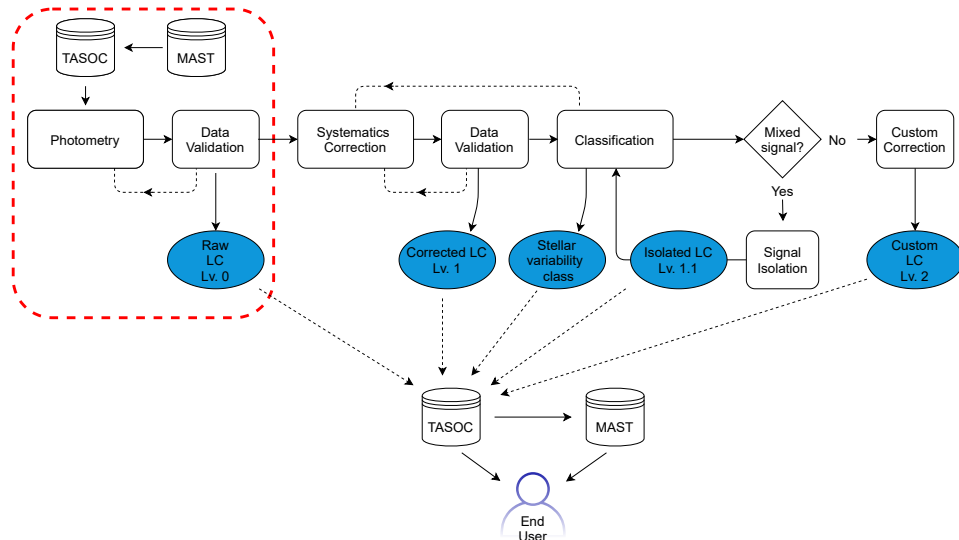 TASOC
MAST
Photometry
Data
Validation
Systematics
Correction
Data
Validation
Classification
Mixed
signal?
No
Custom
Correction
Yes
Raw
LC
Lv. 0
Corrected LC
Lv. 1
Stellar
variability
class
Isolated LC
Lv. 1.1
Signal
Isolation
Custom
LC
Lv. 2
TASOC
MAST
End
User